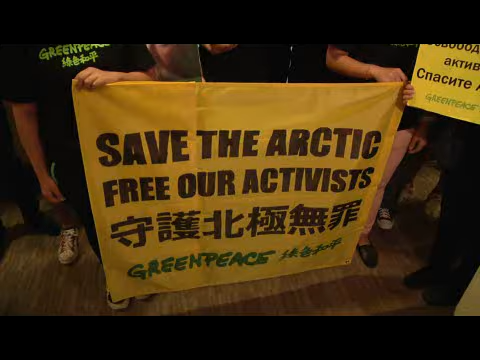 GREENPEACE
綠色和平
SAVE THE ARCTIC
FREE OUR ACTIVISTS
守護北極無罪
GREENPEACE 綠色和平
актив
Спасите А
GREENPEACE